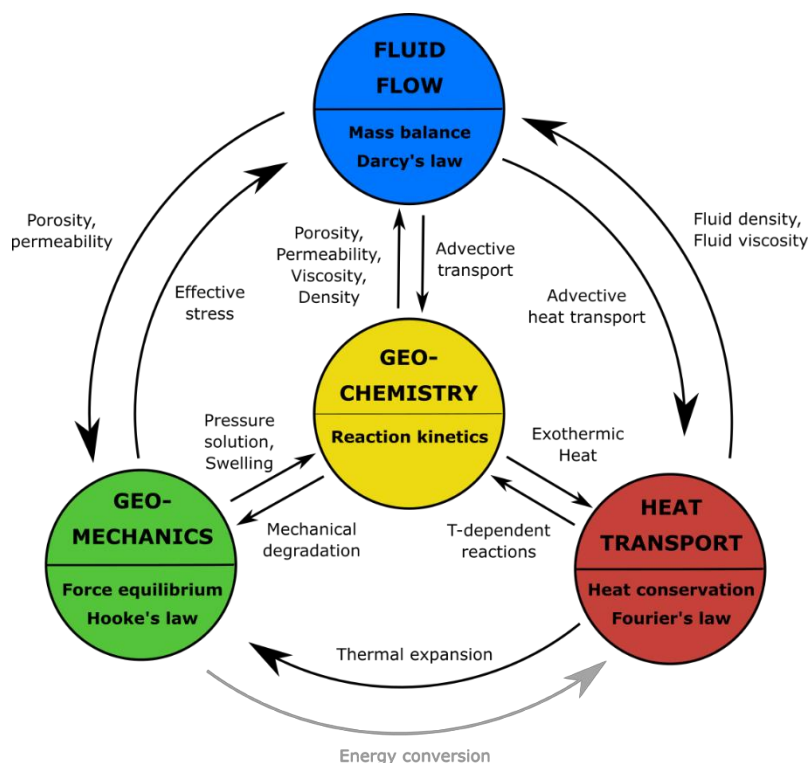 FLUID
FLOW
Mass balance
Darcy's law
Porosity,
permeability
Effective
stress
Porosity,
Permeability,
Viscosity,
Density
Advective
transport
Fluid density,
Fluid viscosity
Advective
heat transport
GEO-
CHEMISTRY
Reaction kinetics
Pressure
solution,
Swelling
Exothermic
Heat
GEO-
MECHANICS
Force equilibrium
Hooke's law
Mechanical
degradation
T-dependent
reactions
HEAT
TRANSPORT
Heat conservation
Fourier's law
Thermal expansion
Energy conversion